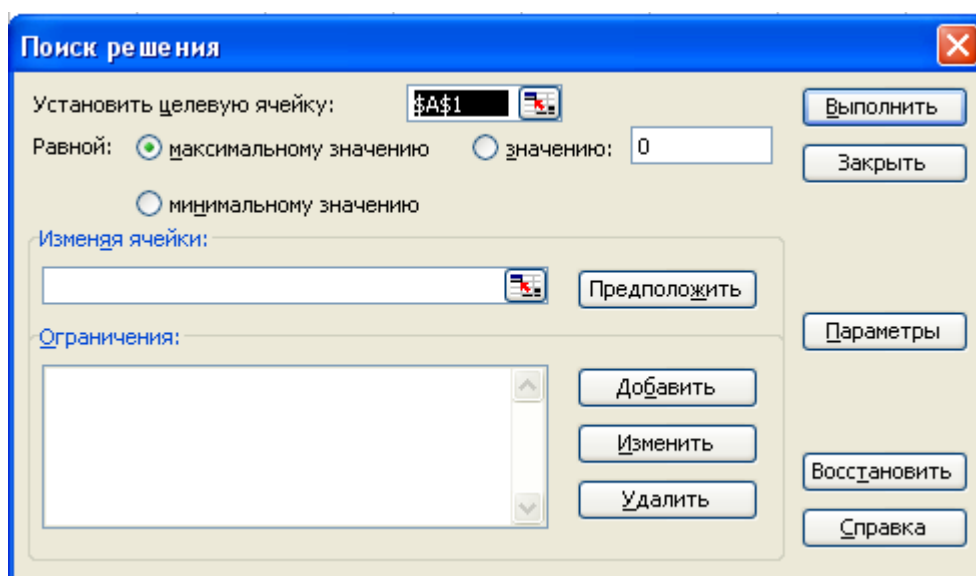 Поиск решения
Установить целевую ячейку: $A$1 Выполнить
Равной: максимальному значению значению: 0 Закрыть
минимальному значению
Изменяя ячейки:
Предположить
Ограничения: Параметры
Добавить
Изменить
Восстановить
Удалить
Справка